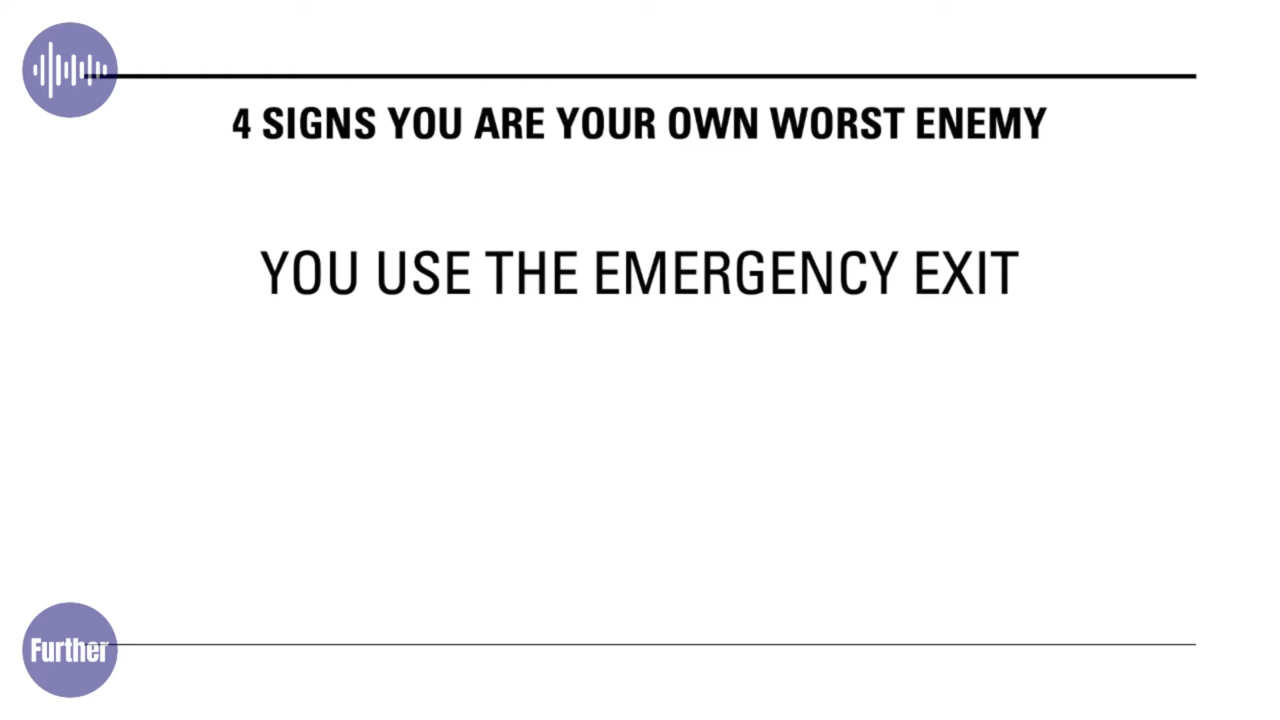 4 SIGNS YOU ARE YOUR OWN WORST ENEMY
YOU USE THE EMERGENCY EXIT
Further